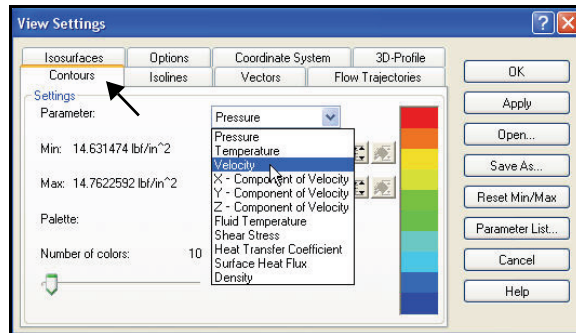 View Settings
Isosurfaces Options Coordinate System 3D-Profile
Contours Isolines Vectors Flow Trajectories
Settings
Parameter: Pressure
Min: 14.631474 lbf/in^2
Max: 14.7622592 lbf/in^2
Palette:
Number of colors: 10
Pressure
Temperature
Velocity
X - Component of Velocity
Y - Component of Velocity
Z - Component of Velocity
Fluid Temperature
Shear Stress
Heat Transfer Coefficient
Surface Heat Flux
Density
OK
Apply
Open...
Save As...
Reset Min/Max
Parameter List...
Cancel
Help